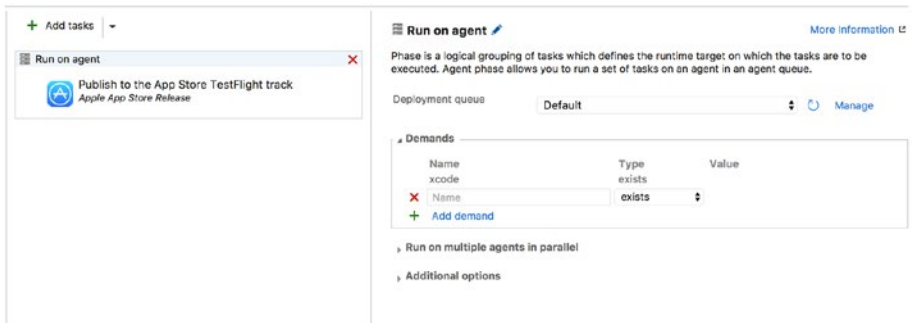 + Add tasks
Run on agent
Publish to the App Store TestFlight track
Apple App Store Release
Run on agent
More Information
Phase is a logical grouping of tasks which defines the runtime target on which the tasks are to be
executed. Agent phase allows you to run a set of tasks on an agent in an agent queue.
Deployment queue
Default
Manage
Demands
Name Type Value
xcode exists
Name exists
+ Add demand
Run on multiple agents in parallel
Additional options